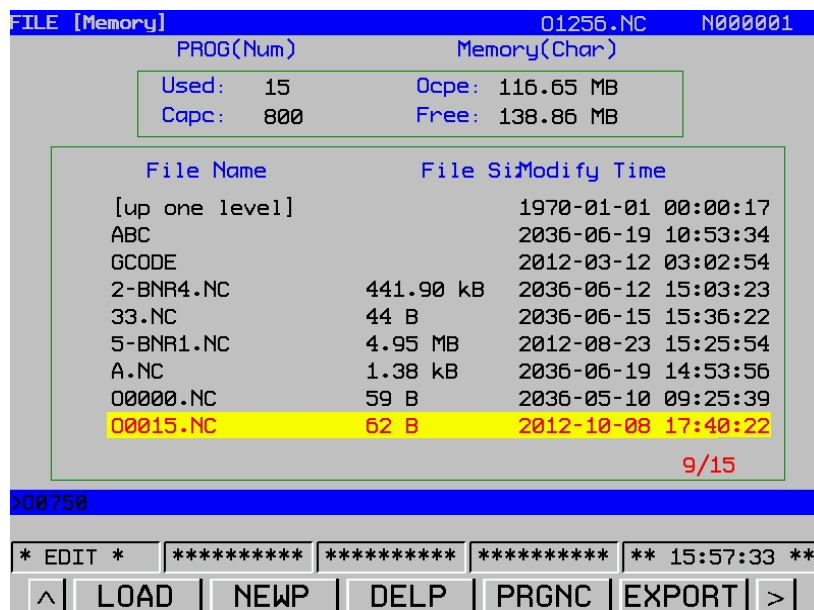 FILE [Memory] O1256.NC N000001
PROG(Num) Memory(Char)
Used: 15 Ocpe: 116.65 MB
Capc: 800 Free: 138.86 MB
File Name File Si Modify Time
[up one level] 1970-01-01 00:00:17
ABC 2036-06-19 10:53:34
GCODE 2012-03-12 03:02:54
2-BNR4.NC 441.90 kB 2036-06-12 15:03:23
33.NC 44 B 2036-06-15 15:36:22
5-BNR1.NC 4.95 MB 2012-08-23 15:25:54
A.NC 1.38 kB 2036-06-19 14:53:56
O0000.NC 59 B 2036-05-10 09:25:39
O0015.NC 62 B 2012-10-08 17:40:22
9/15
>O0750
* EDIT * ********** ********** ********** ** 15:57:33 **
^ LOAD NEWP DELP PRGNC EXPORT >